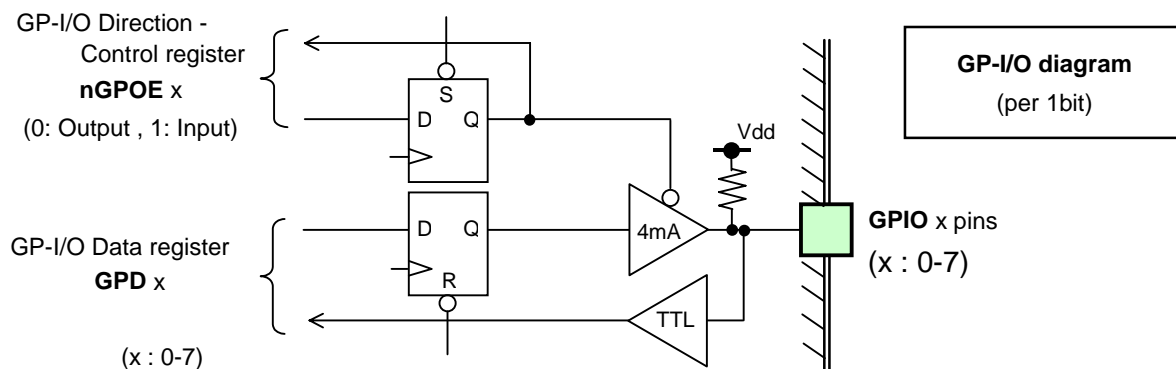 GP-I/O Direction -
Control register
nGPOE x
(0: Output , 1: Input)
S
D
Q
Vdd
GP-I/O diagram
(per 1bit)
D
Q
R
4mA
TTL
GP-I/O Data register
GPD x
(x : 0-7)
GPIO x pins
(x : 0-7)